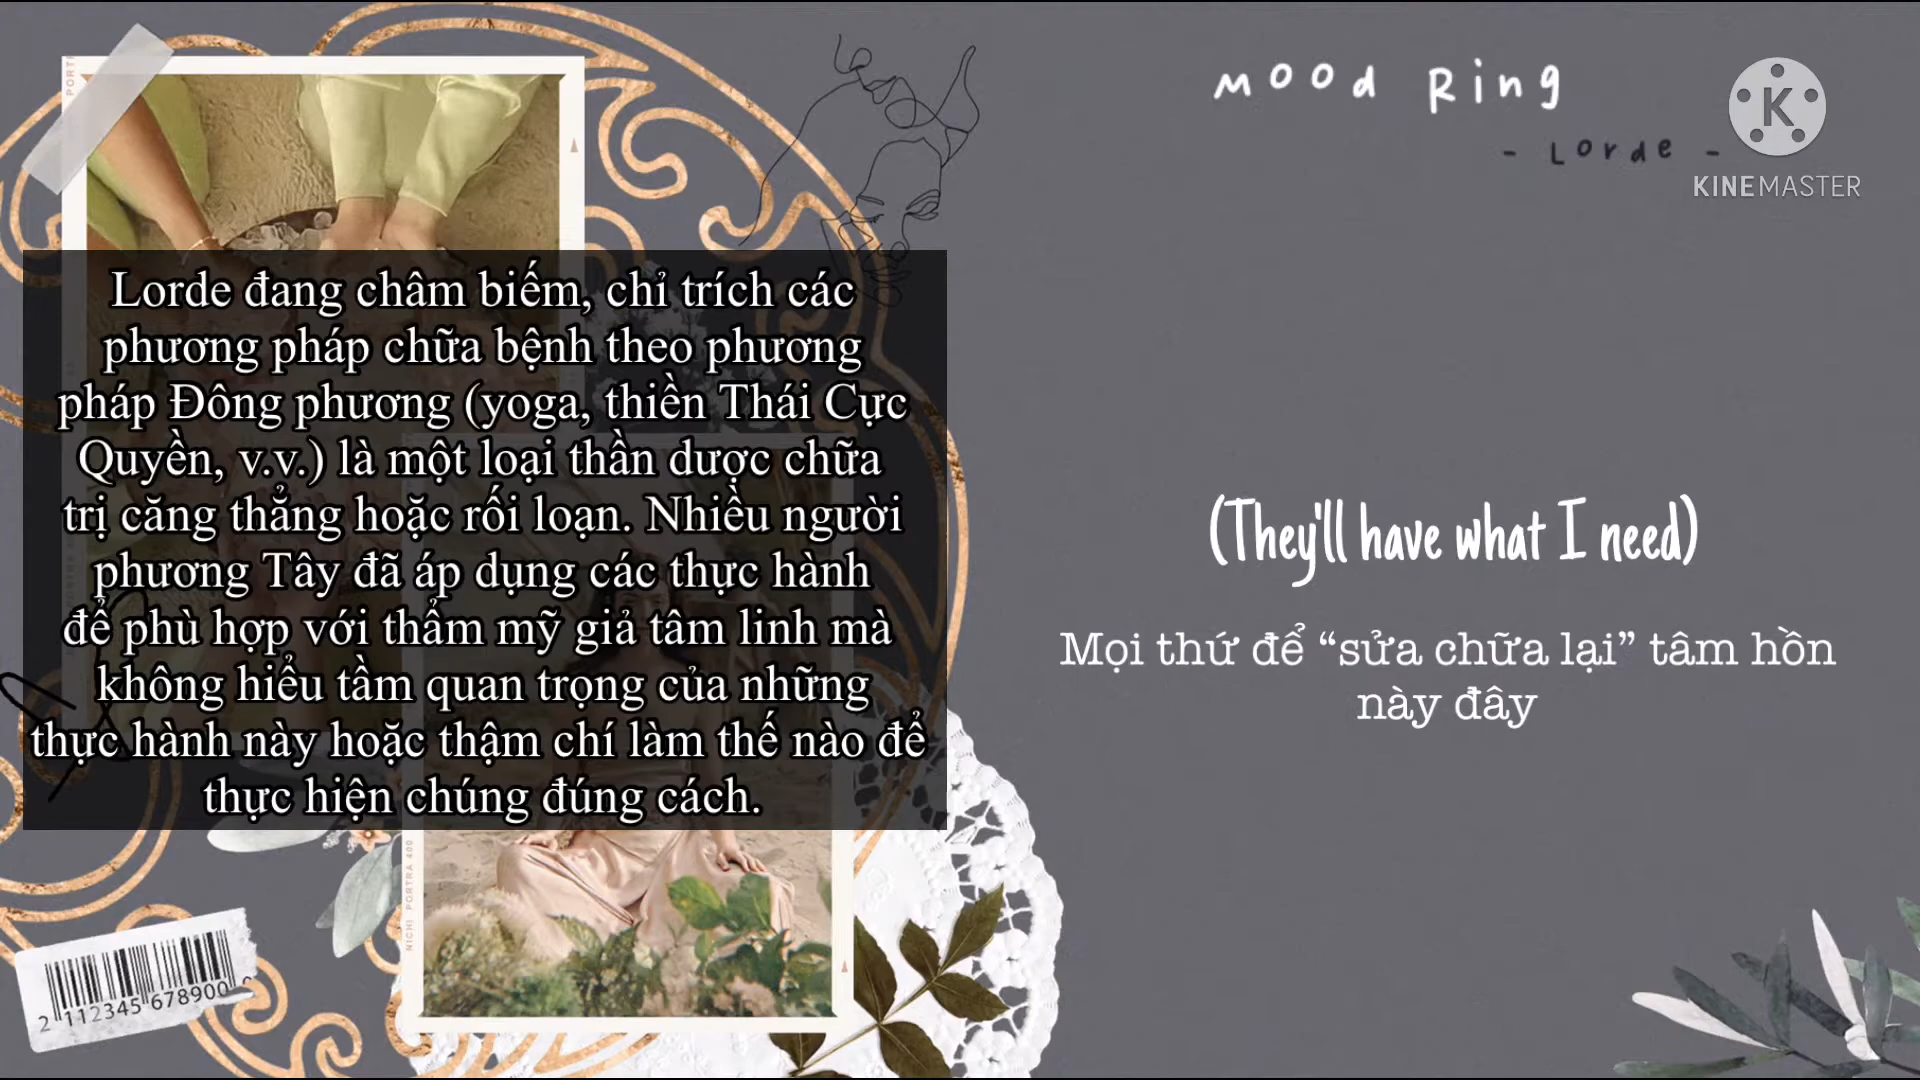 Mood Ring
- Lorde -
K
KINEMASTER
Lorde đang châm biếm, chỉ trích các
phương pháp chữa bệnh theo phương
pháp Đông phương (yoga, thiền Thái Cực
Quyền, v.v.) là một loại thần dược chữa
trị căng thẳng hoặc rối loạn. Nhiều người
phương Tây đã áp dụng các thực hành
để phù hợp với thẩm mỹ giả tâm linh mà
không hiểu tầm quan trọng của những
thực hành này hoặc thậm chí làm thế nào để
thực hiện chúng đúng cách.
(They'll have what I need)
Mọi thứ để “sửa chữa lại” tâm hồn
này đây
NICHI PORTRA 400
2 112345 678900